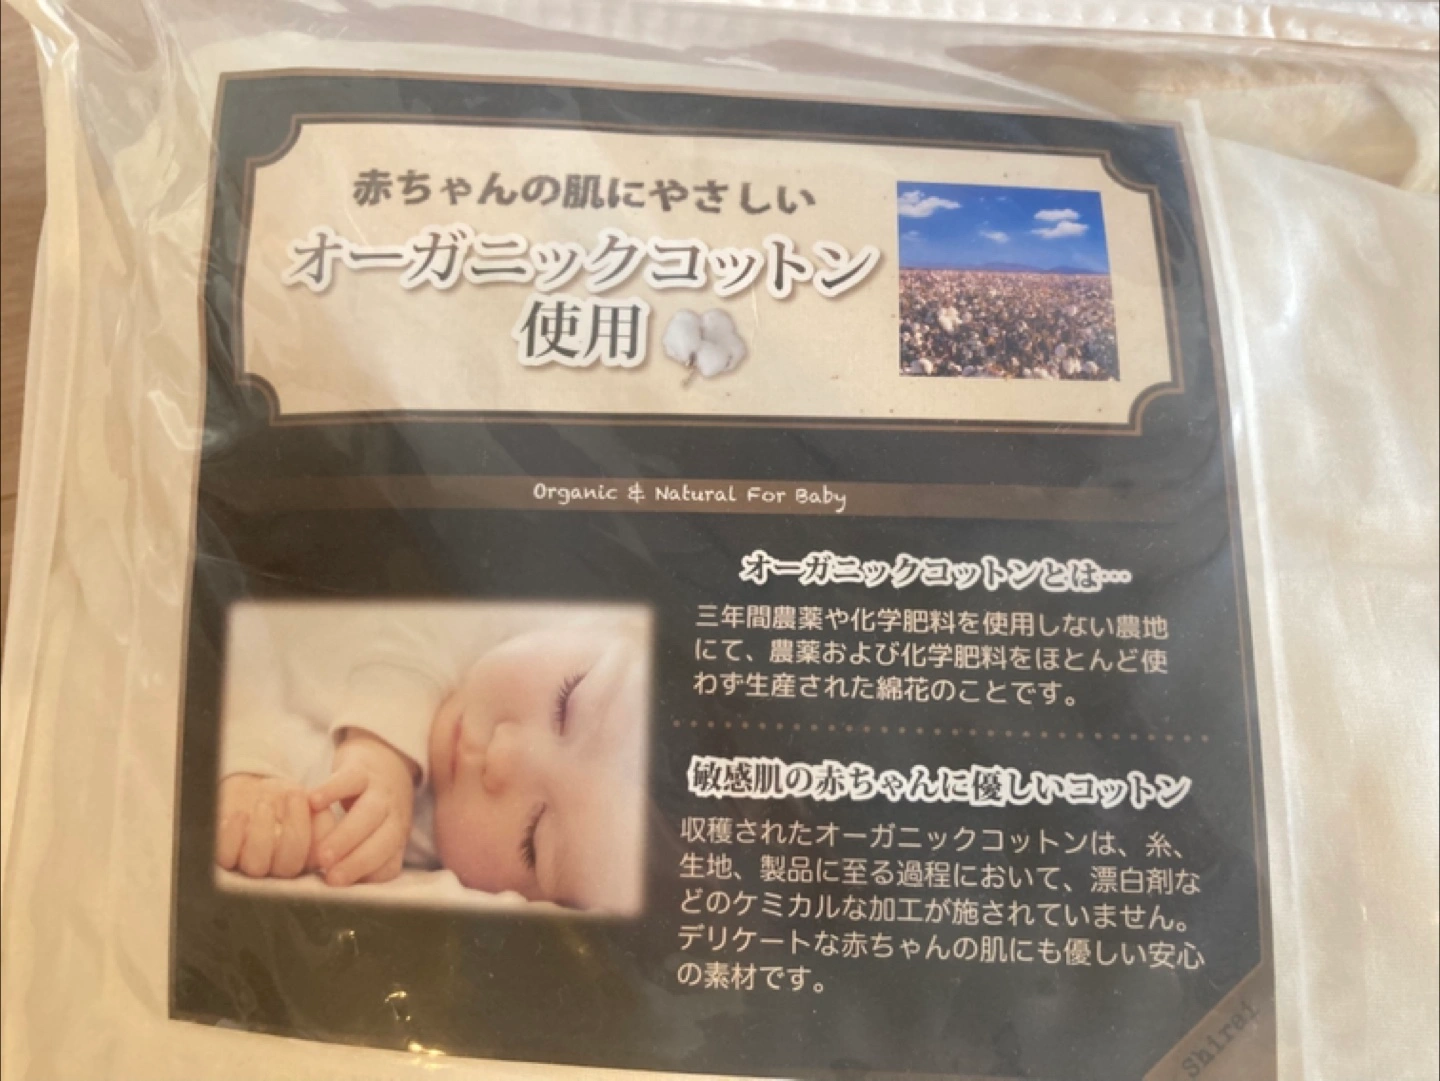 赤ちゃんの肌にやさしい
オーガニックコットン
使用
Organic & Natural For Baby
オーガニックコットンとは…
三年間農薬や化学肥料を使用しない農地
にて、農薬および化学肥料をほとんど使
わず生産された綿花のことです。
敏感肌の赤ちゃんに優しいコットン
収穫されたオーガニックコットンは、糸、
生地、製品に至る過程において、漂白剤な
どのケミカルな加工が施されていません。
デリケートな赤ちゃんの肌にも優しい安心
の素材です。
Shirai